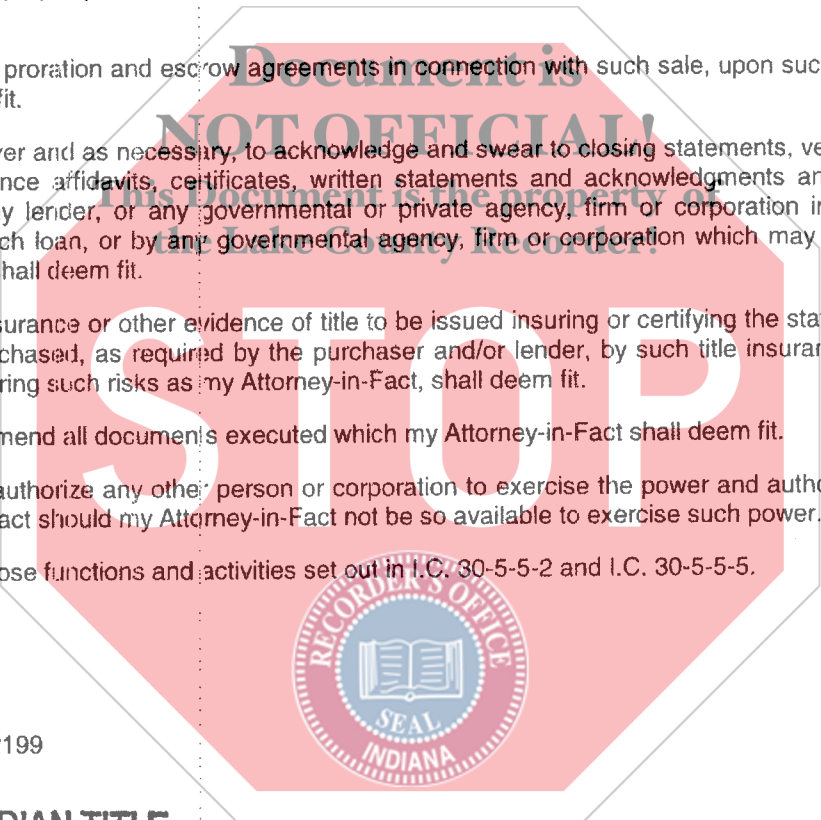 Document is
proration and escrow agreements in connection with such sale, upon suc
fit.
NOT OFFICIAL!
er and as necessary, to acknowledge and swear to closing statements, ve
nce affidavits, certificates, written statements and acknowledgments an
This Document is the property of
y lender, or any governmental or private agency, firm or corporation in
the Lake County Recorder!
ch loan, or by any governmental agency, firm or corporation which may
hall deem fit.
surance or other evidence of title to be issued insuring or certifying the sta
chased, as required by the purchaser and/or lender, by such title insuran
ring such risks as my Attorney-in-Fact, shall deem fit.
STOP
mend all documents executed which my Attorney-in-Fact shall deem fit.
authorize any other person or corporation to exercise the power and autho
act should my Attorney-in-Fact not be so available to exercise such power.
ose functions and activities set out in I.C. 30-5-5-2 and I.C. 30-5-5-5.
RECORDER'S OFFICE
SEAL
INDIANA
199
DIAN TITLE